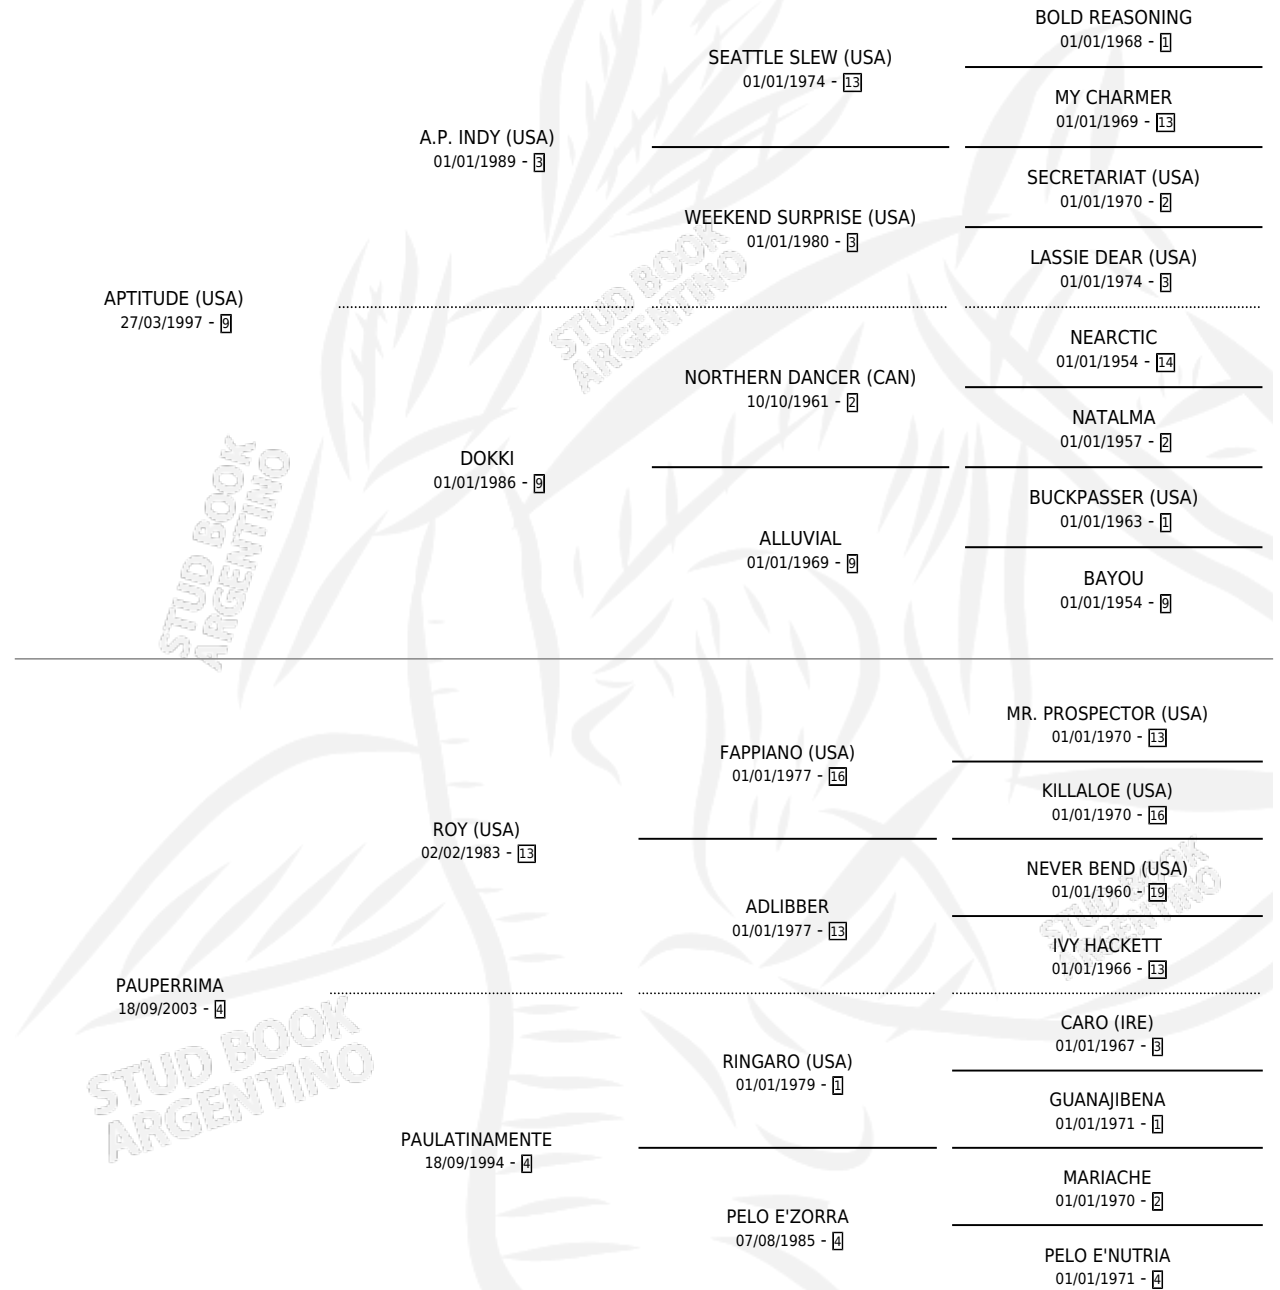 BOLD REASONING
01/01/1968 - 1
SEATTLE SLEW (USA)
01/01/1974 - 13
MY CHARMER
01/01/1969 - 13
A.P. INDY (USA)
01/01/1989 - 3
SECRETARIAT (USA)
01/01/1970 - 2
WEEKEND SURPRISE (USA)
01/01/1980 - 3
LASSIE DEAR (USA)
01/01/1974 - 3
APTITUDE (USA)
27/03/1997 - 9
NEARCTIC
01/01/1954 - 14
NORTHERN DANCER (CAN)
10/10/1961 - 2
NATALMA
01/01/1957 - 2
DOKKI
01/01/1986 - 9
BUCKPASSER (USA)
01/01/1963 - 1
ALLUVIAL
01/01/1969 - 9
BAYOU
01/01/1954 - 9
MR. PROSPECTOR (USA)
01/01/1970 - 13
FAPPIANO (USA)
01/01/1977 - 16
KILLALOE (USA)
01/01/1970 - 16
ROY (USA)
02/02/1983 - 13
NEVER BEND (USA)
01/01/1960 - 19
ADLIBBER
01/01/1977 - 13
IVY HACKETT
01/01/1966 - 13
PAUPERRIMA
18/09/2003 - 4
CARO (IRE)
01/01/1967 - 3
RINGARO (USA)
01/01/1979 - 1
GUANAJIBENA
01/01/1971 - 1
PAULATINAMENTE
18/09/1994 - 4
MARIACHE
01/01/1970 - 2
PELO E'ZORRA
07/08/1985 - 4
PELO E'NUTRIA
01/01/1971 - 4
STUD BOOK
ARGENTINO
STUD BOOK
ARGENTINO
STUD BOOK
ARGENTINO
STUD BOOK
ARGENTINO